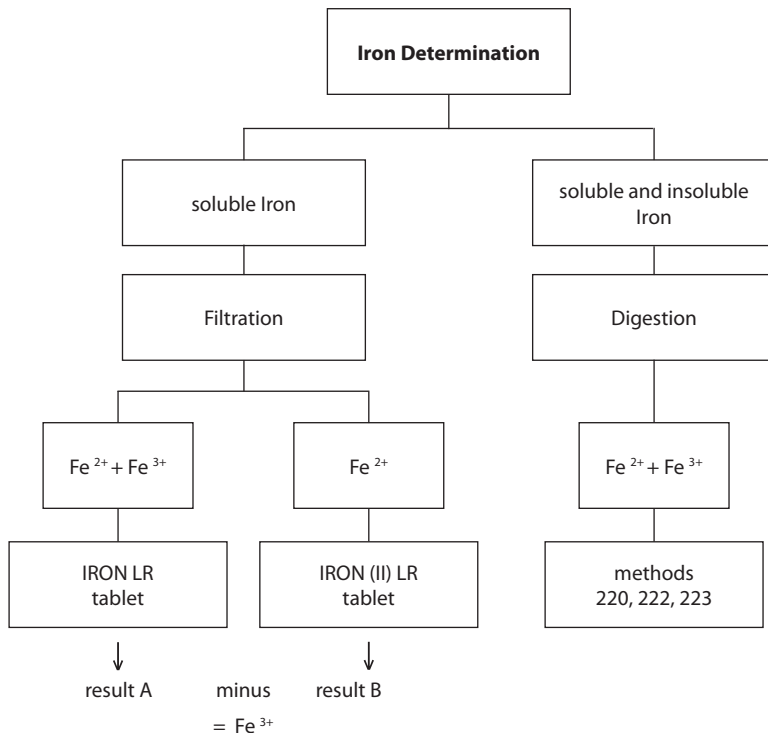 Iron Determination
soluble Iron
soluble and insoluble
Iron
Filtration
Digestion
Fe ²⁺ + Fe ³⁺
Fe ²⁺
Fe ²⁺ + Fe ³⁺
IRON LR
tablet
IRON (II) LR
tablet
methods
220, 222, 223
result A minus result B
= Fe ³⁺